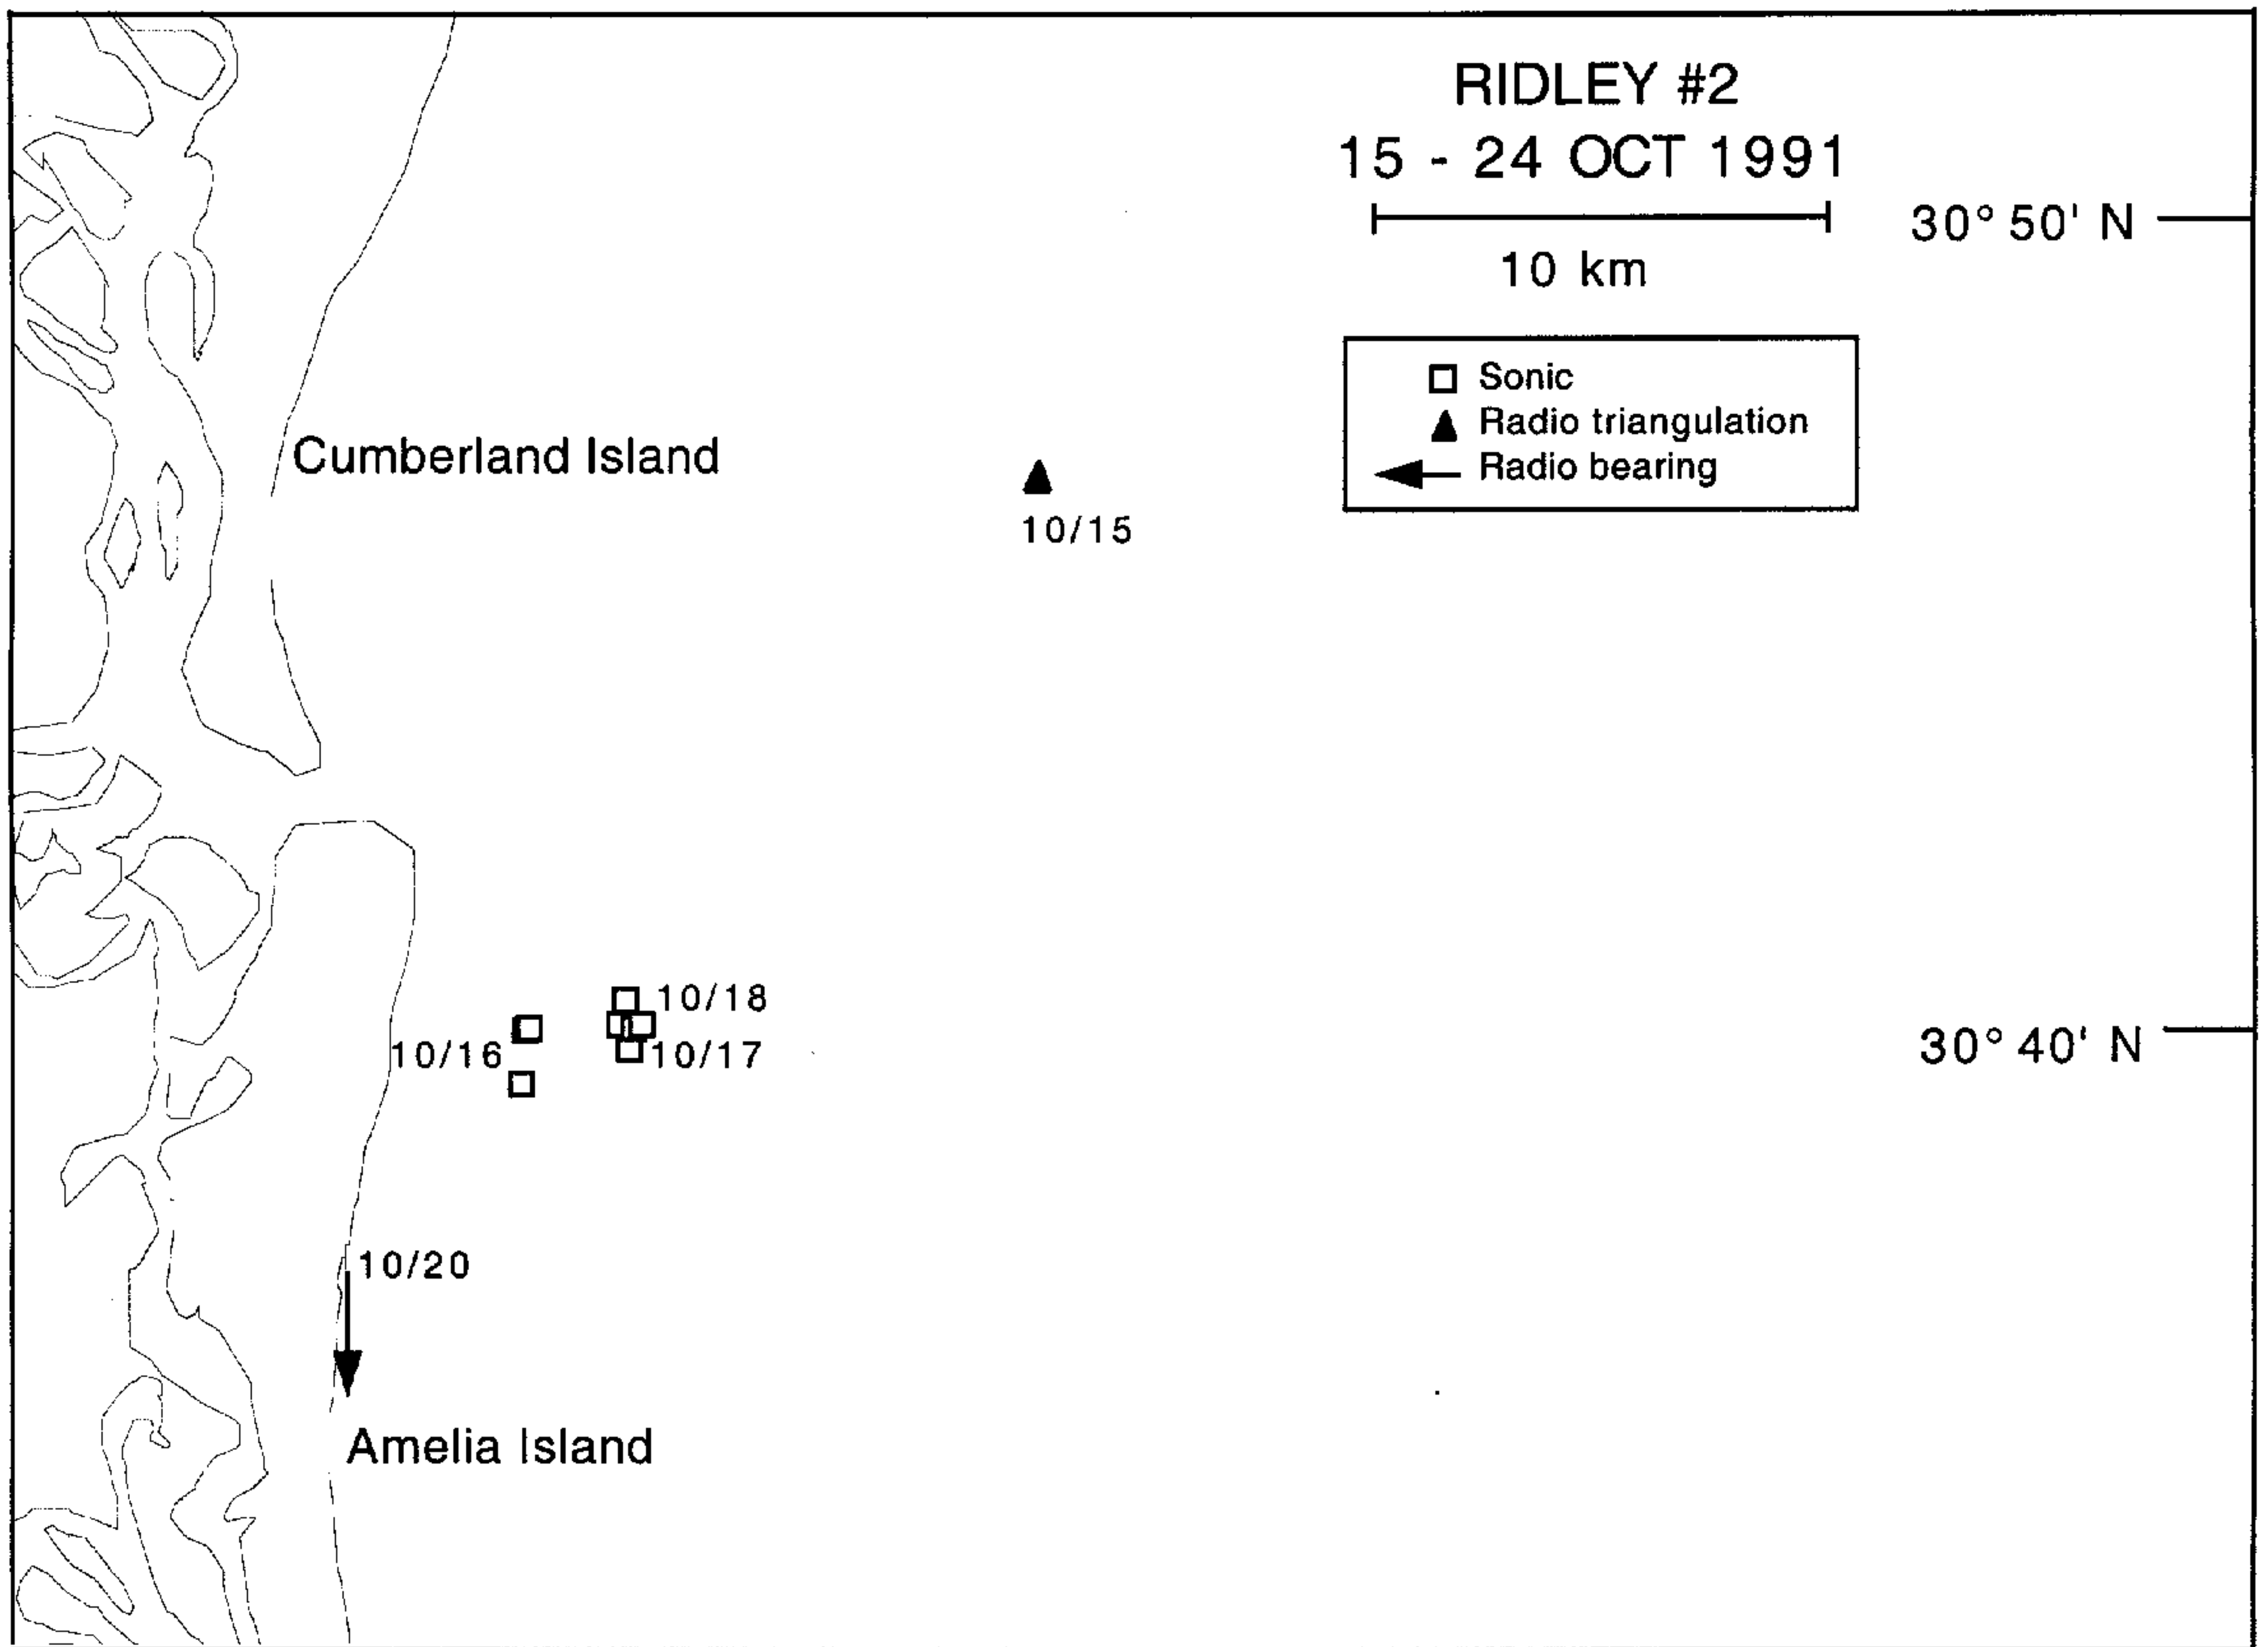 RIDLEY #2
15 - 24 OCT 1991
30° 50' N
10 km
Sonic
Radio triangulation
Radio bearing
Cumberland Island
10/15
10/18
10/16
10/17
30° 40' N
10/20
Amelia Island